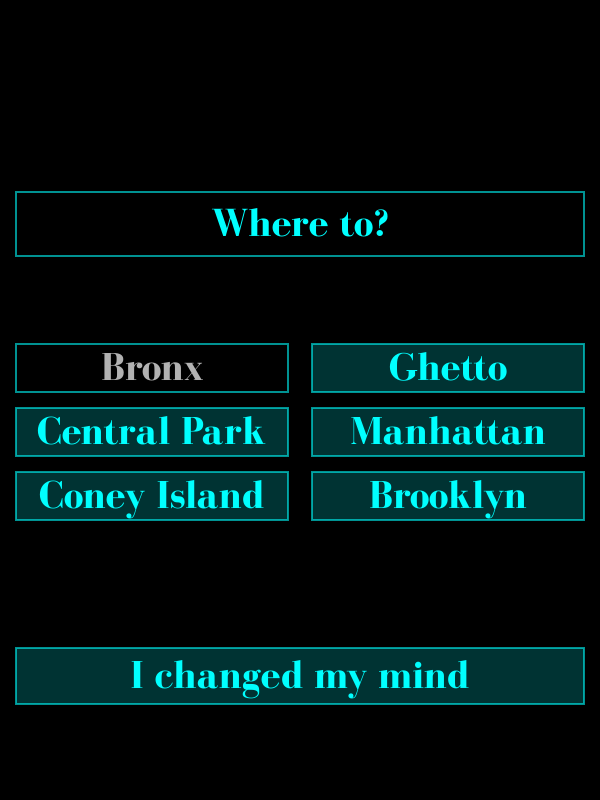 Where to?
Bronx
Ghetto
Central Park
Manhattan
Coney Island
Brooklyn
I changed my mind